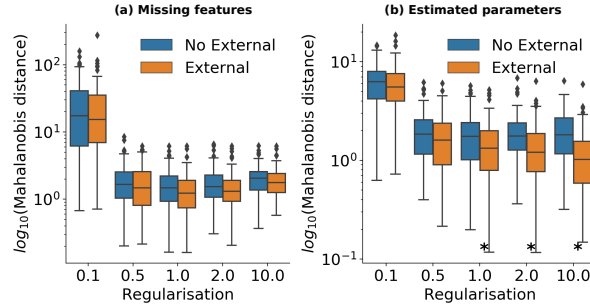 (a) Missing features
(b) Estimated parameters
log₁₀(Mahalanobis distance)
10²
10¹
10⁰
No External
External
0.1 0.5 1.0 2.0 10.0
Regularisation
log₁₀(Mahalanobis distance)
10¹
10⁰
10⁻¹
No External
External
* * *
0.1 0.5 1.0 2.0 10.0
Regularisation